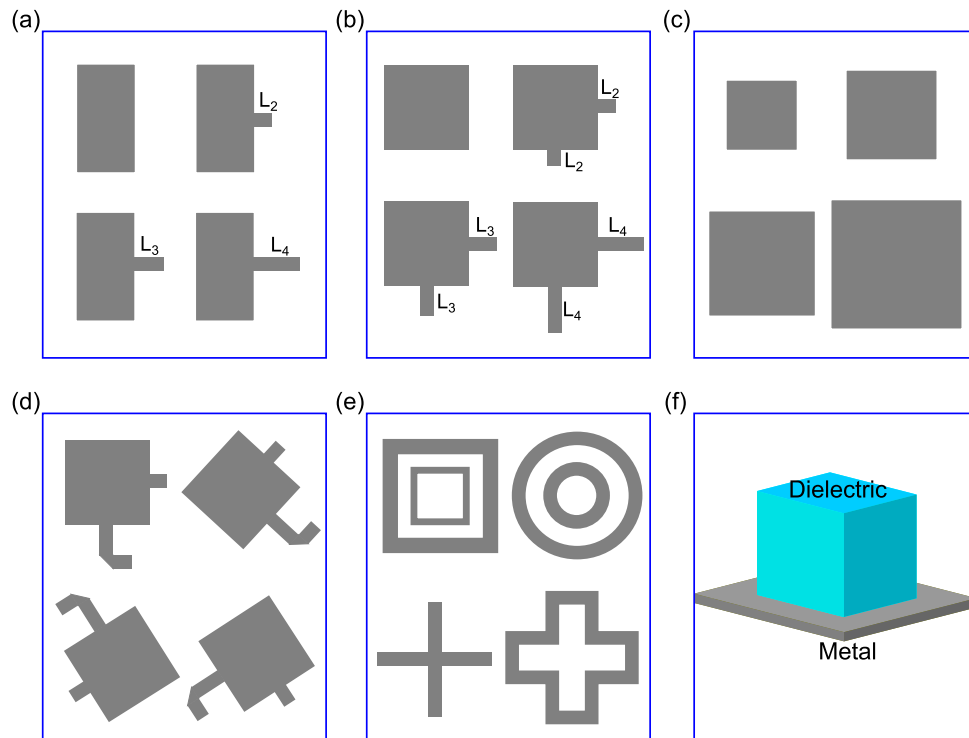 (a)
L₂
L₃
L₄
(b)
L₂
L₂
L₃
L₄
L₃
L₄
(c)
(d)
(e)
(f)
Dielectric
Metal